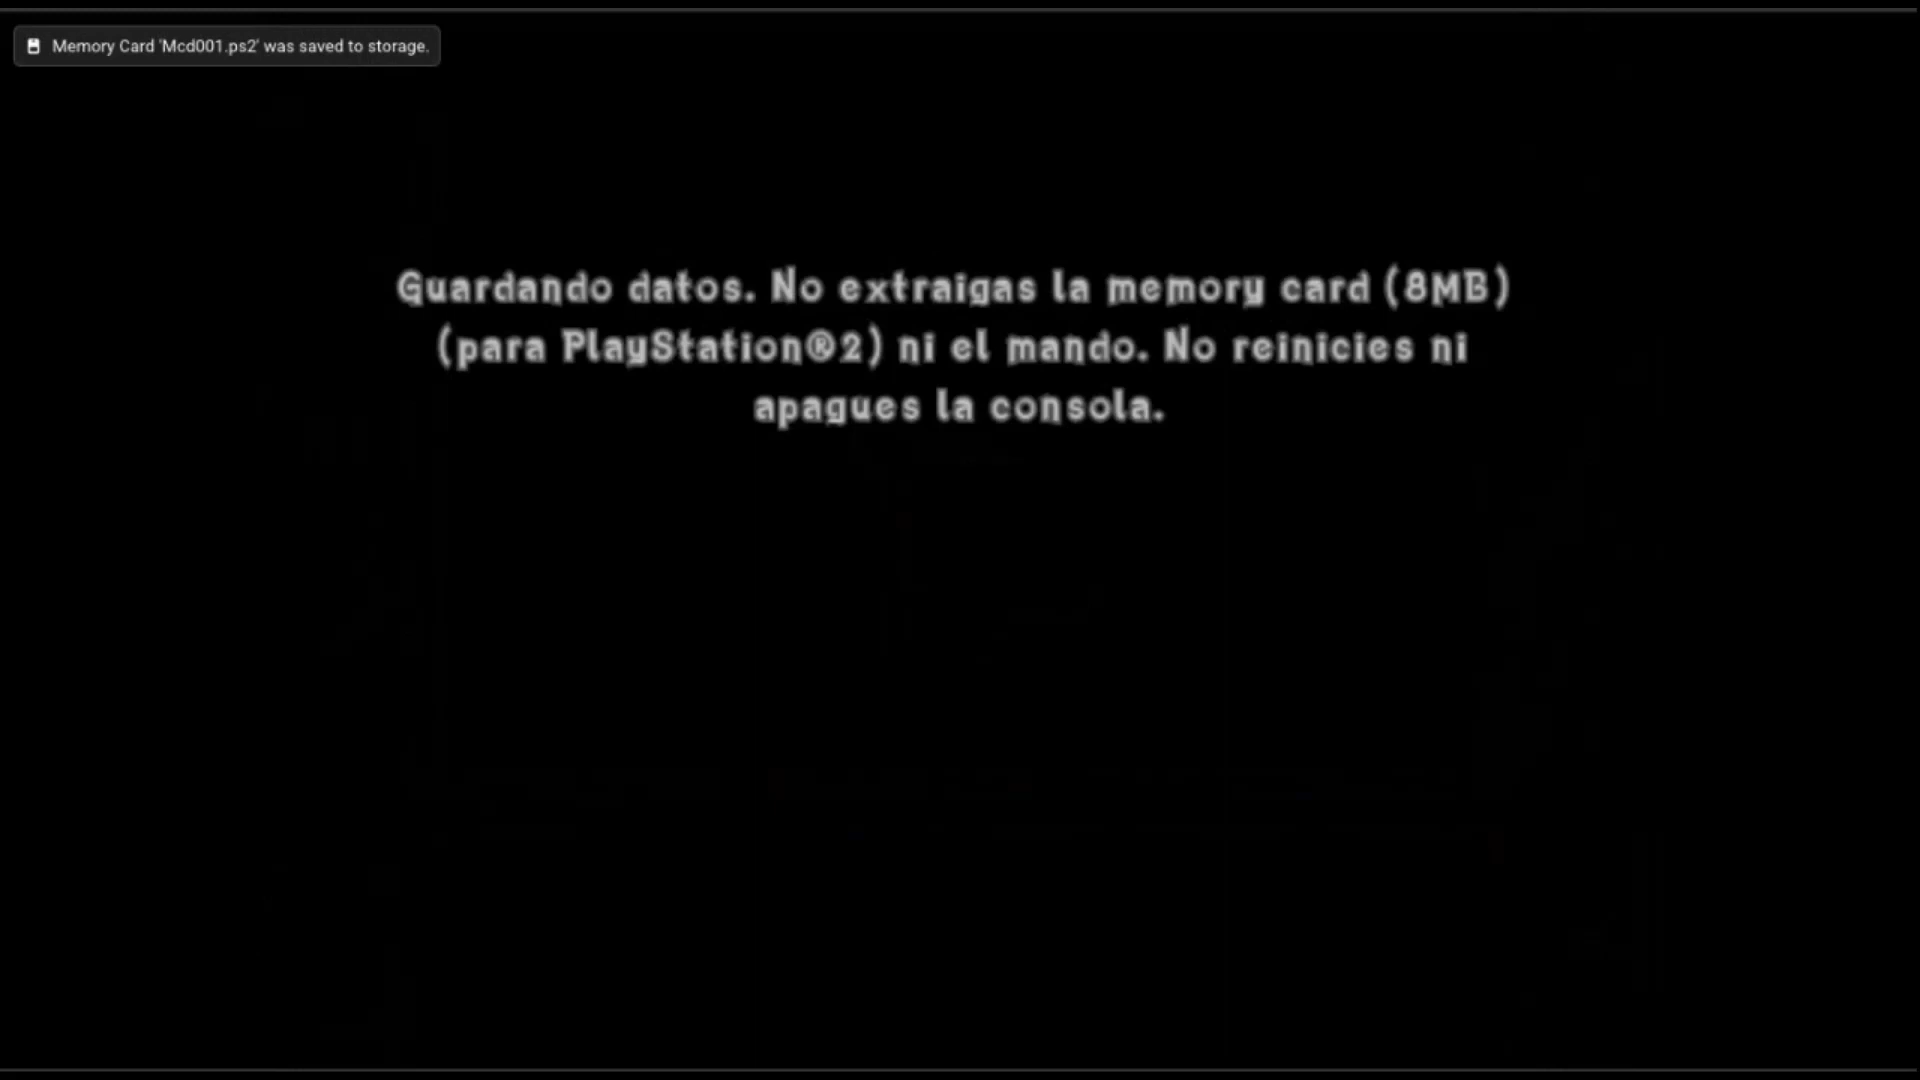 Memory Card 'Mcd001.ps2' was saved to storage.
Guardando datos. No extraigas la memory card (8MB)
(para PlayStation®2) ni el mando. No reinicies ni
apagues la consola.